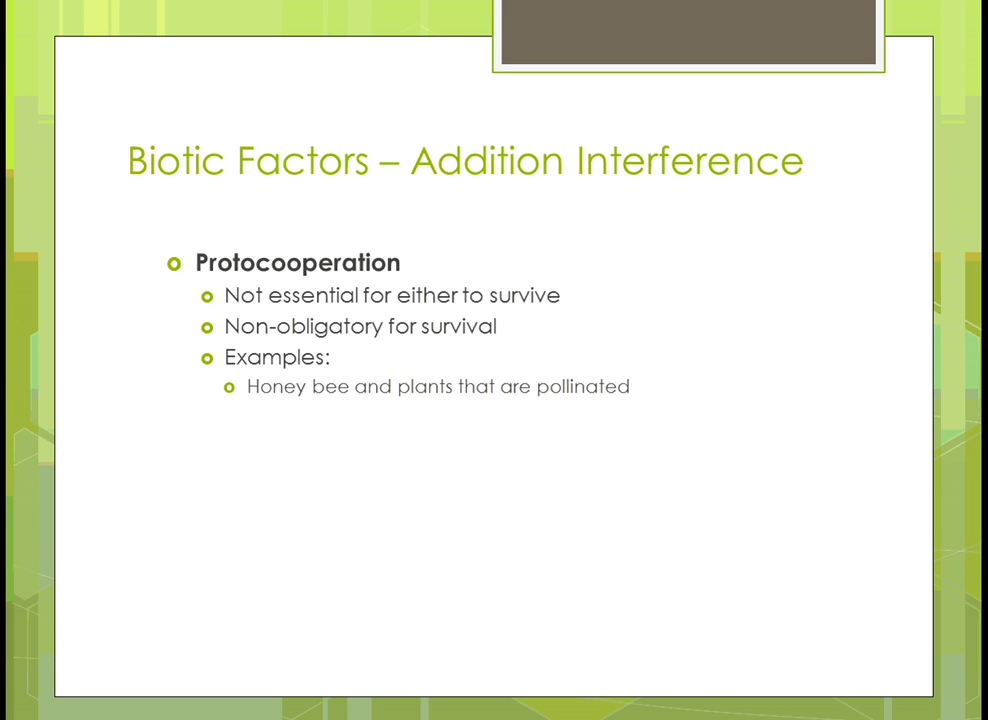 Biotic Factors – Addition Interference
Protocooperation
Not essential for either to survive
Non-obligatory for survival
Examples:
Honey bee and plants that are pollinated